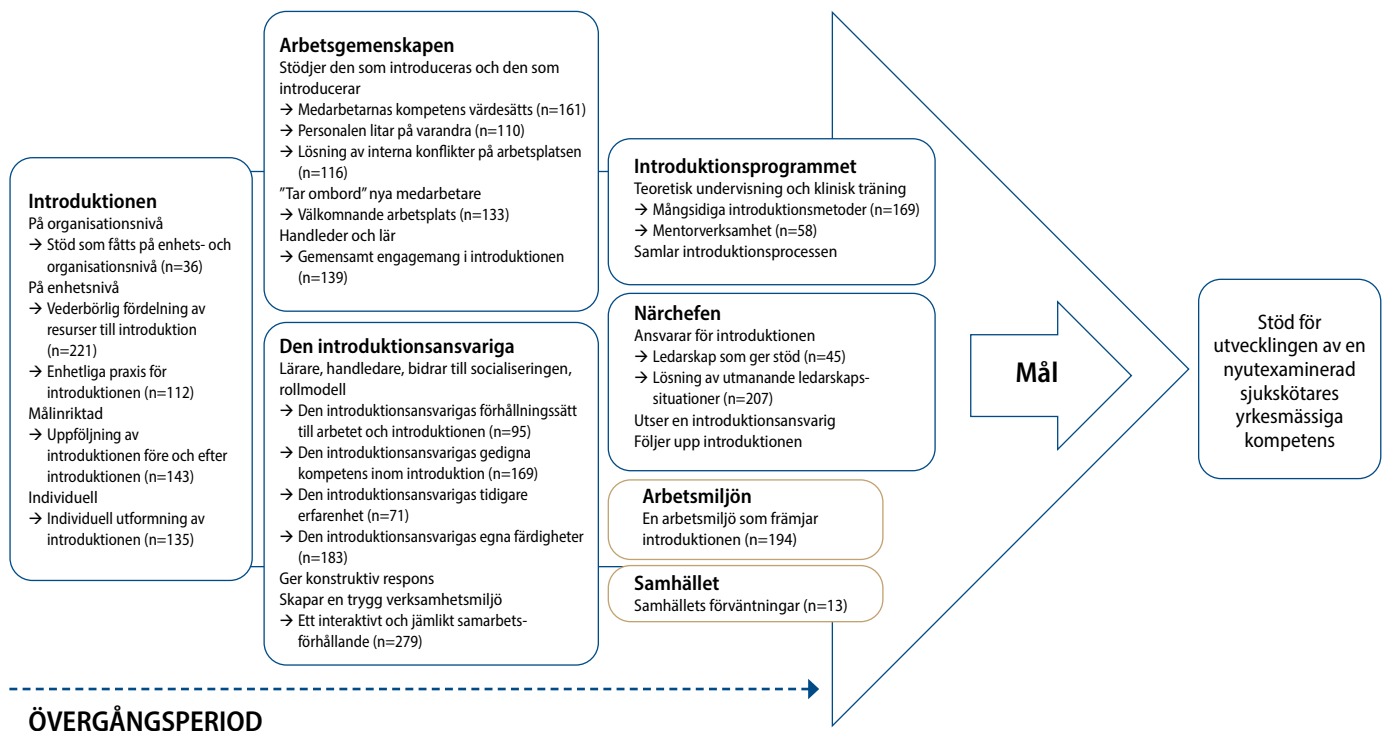 Introduktionen
På organisationsnivå
→ Stöd som fåtts på enhets- och
organisationsnivå (n=36)
På enhetsnivå
→ Vederbörlig fördelning av
resurser till introduktion
(n=221)
→ Enhetliga praxis för
introduktionen (n=112)
Målinriktad
→ Uppföljning av
introduktionen före och efter
introduktionen (n=143)
Individuell
→ Individuell utformning av
introduktionen (n=135)
Arbetsgemenskapen
Stödjer den som introduceras och den som
introducerar
→ Medarbetarnas kompetens värdesätts (n=161)
→ Personalen litar på varandra (n=110)
→ Lösning av interna konflikter på arbetsplatsen
(n=116)
”Tar ombord” nya medarbetare
→ Välkomnande arbetsplats (n=133)
Handleder och lär
→ Gemensamt engagemang i introduktionen
(n=139)
Den introduktionsansvariga
Lärare, handledare, bidrar till socialiseringen,
rollmodell
→ Den introduktionsansvarigas förhållningssätt
till arbetet och introduktionen (n=95)
→ Den introduktionsansvarigas gedigna
kompetens inom introduktion (n=169)
→ Den introduktionsansvarigas tidigare
erfarenhet (n=71)
→ Den introduktionsansvarigas egna färdigheter
(n=183)
Ger konstruktiv respons
Skapar en trygg verksamhetsmiljö
→ Ett interaktivt och jämlikt samarbets-
förhållande (n=279)
Introduktionsprogrammet
Teoretisk undervisning och klinisk träning
→ Mångsidiga introduktionsmetoder (n=169)
→ Mentorverksamhet (n=58)
Samlar introduktionsprocessen
Närchefen
Ansvarar för introduktionen
→ Ledarskap som ger stöd (n=45)
→ Lösning av utmanande ledarskaps-
situationer (n=207)
Utser en introduktionsansvarig
Följer upp introduktionen
Arbetsmiljön
En arbetsmiljö som främjar
introduktionen (n=194)
Samhället
Samhällets förväntningar (n=13)
Mål
Stöd för
utvecklingen av en
nyutexaminerad
sjukskötares
yrkesmässiga
kompetens
ÖVERGÅNGSPERIOD